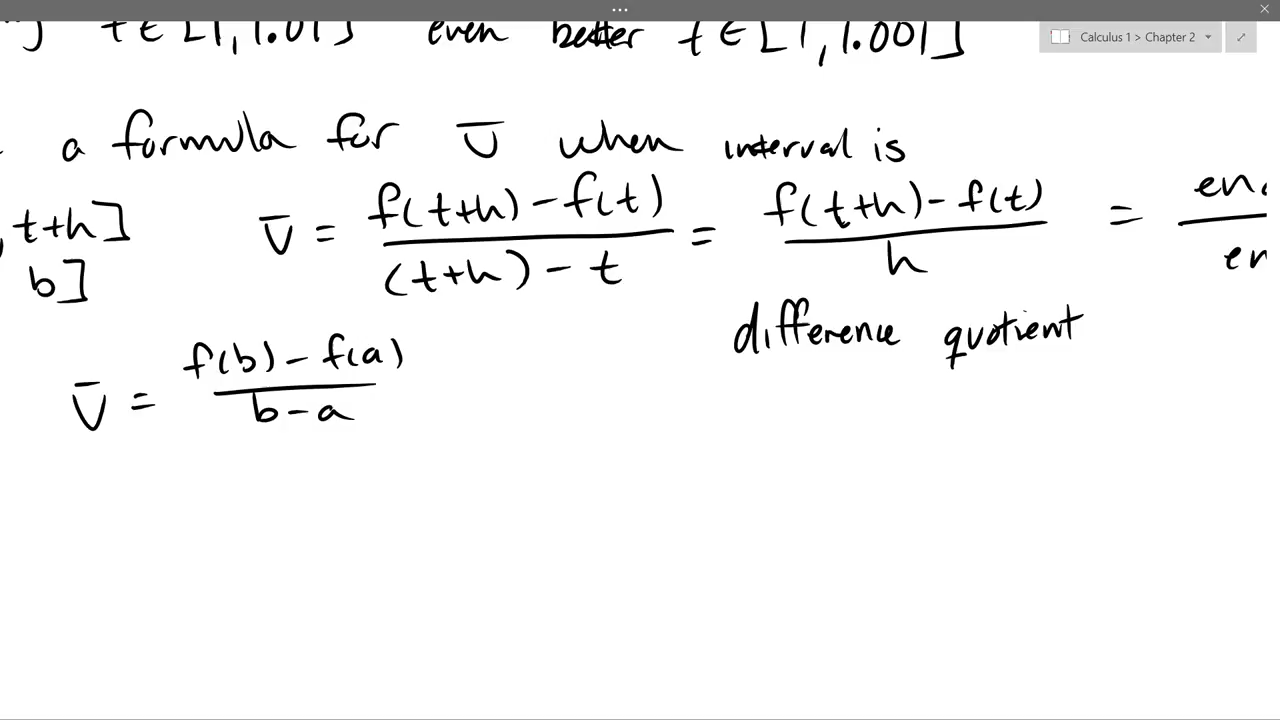 Calculus 1 > Chapter 2
t ∈ [1, 1.01] even better t ∈ [1, 1.001]
a formula for v̅ when interval is
, t+h] v̅ = (f(t+h) - f(t)) / ((t+h) - t) = (f(t+h) - f(t)) / h =
b]
difference quotient
v̅ = (f(b) - f(a)) / (b - a)